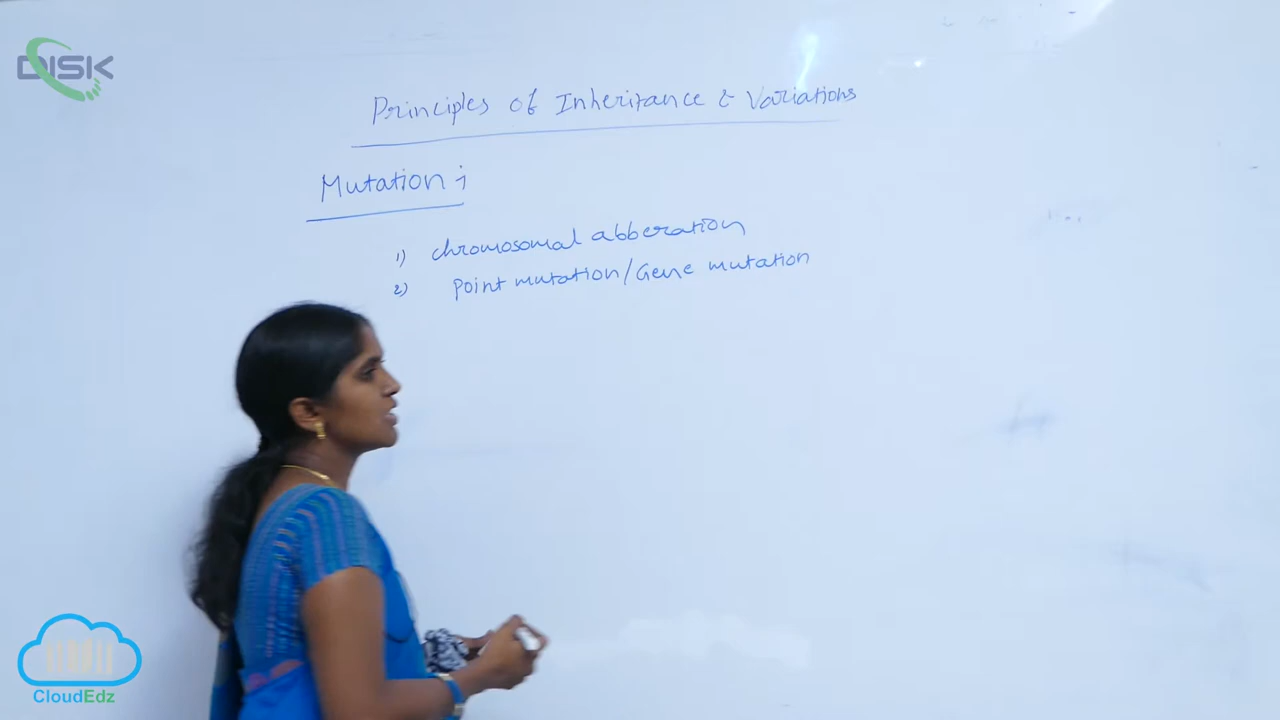 DISK
Principles of Inheritance & Variations
Mutation ;
1) chromosomal abberation
2) Point mutation/Gene mutation
CloudEdz